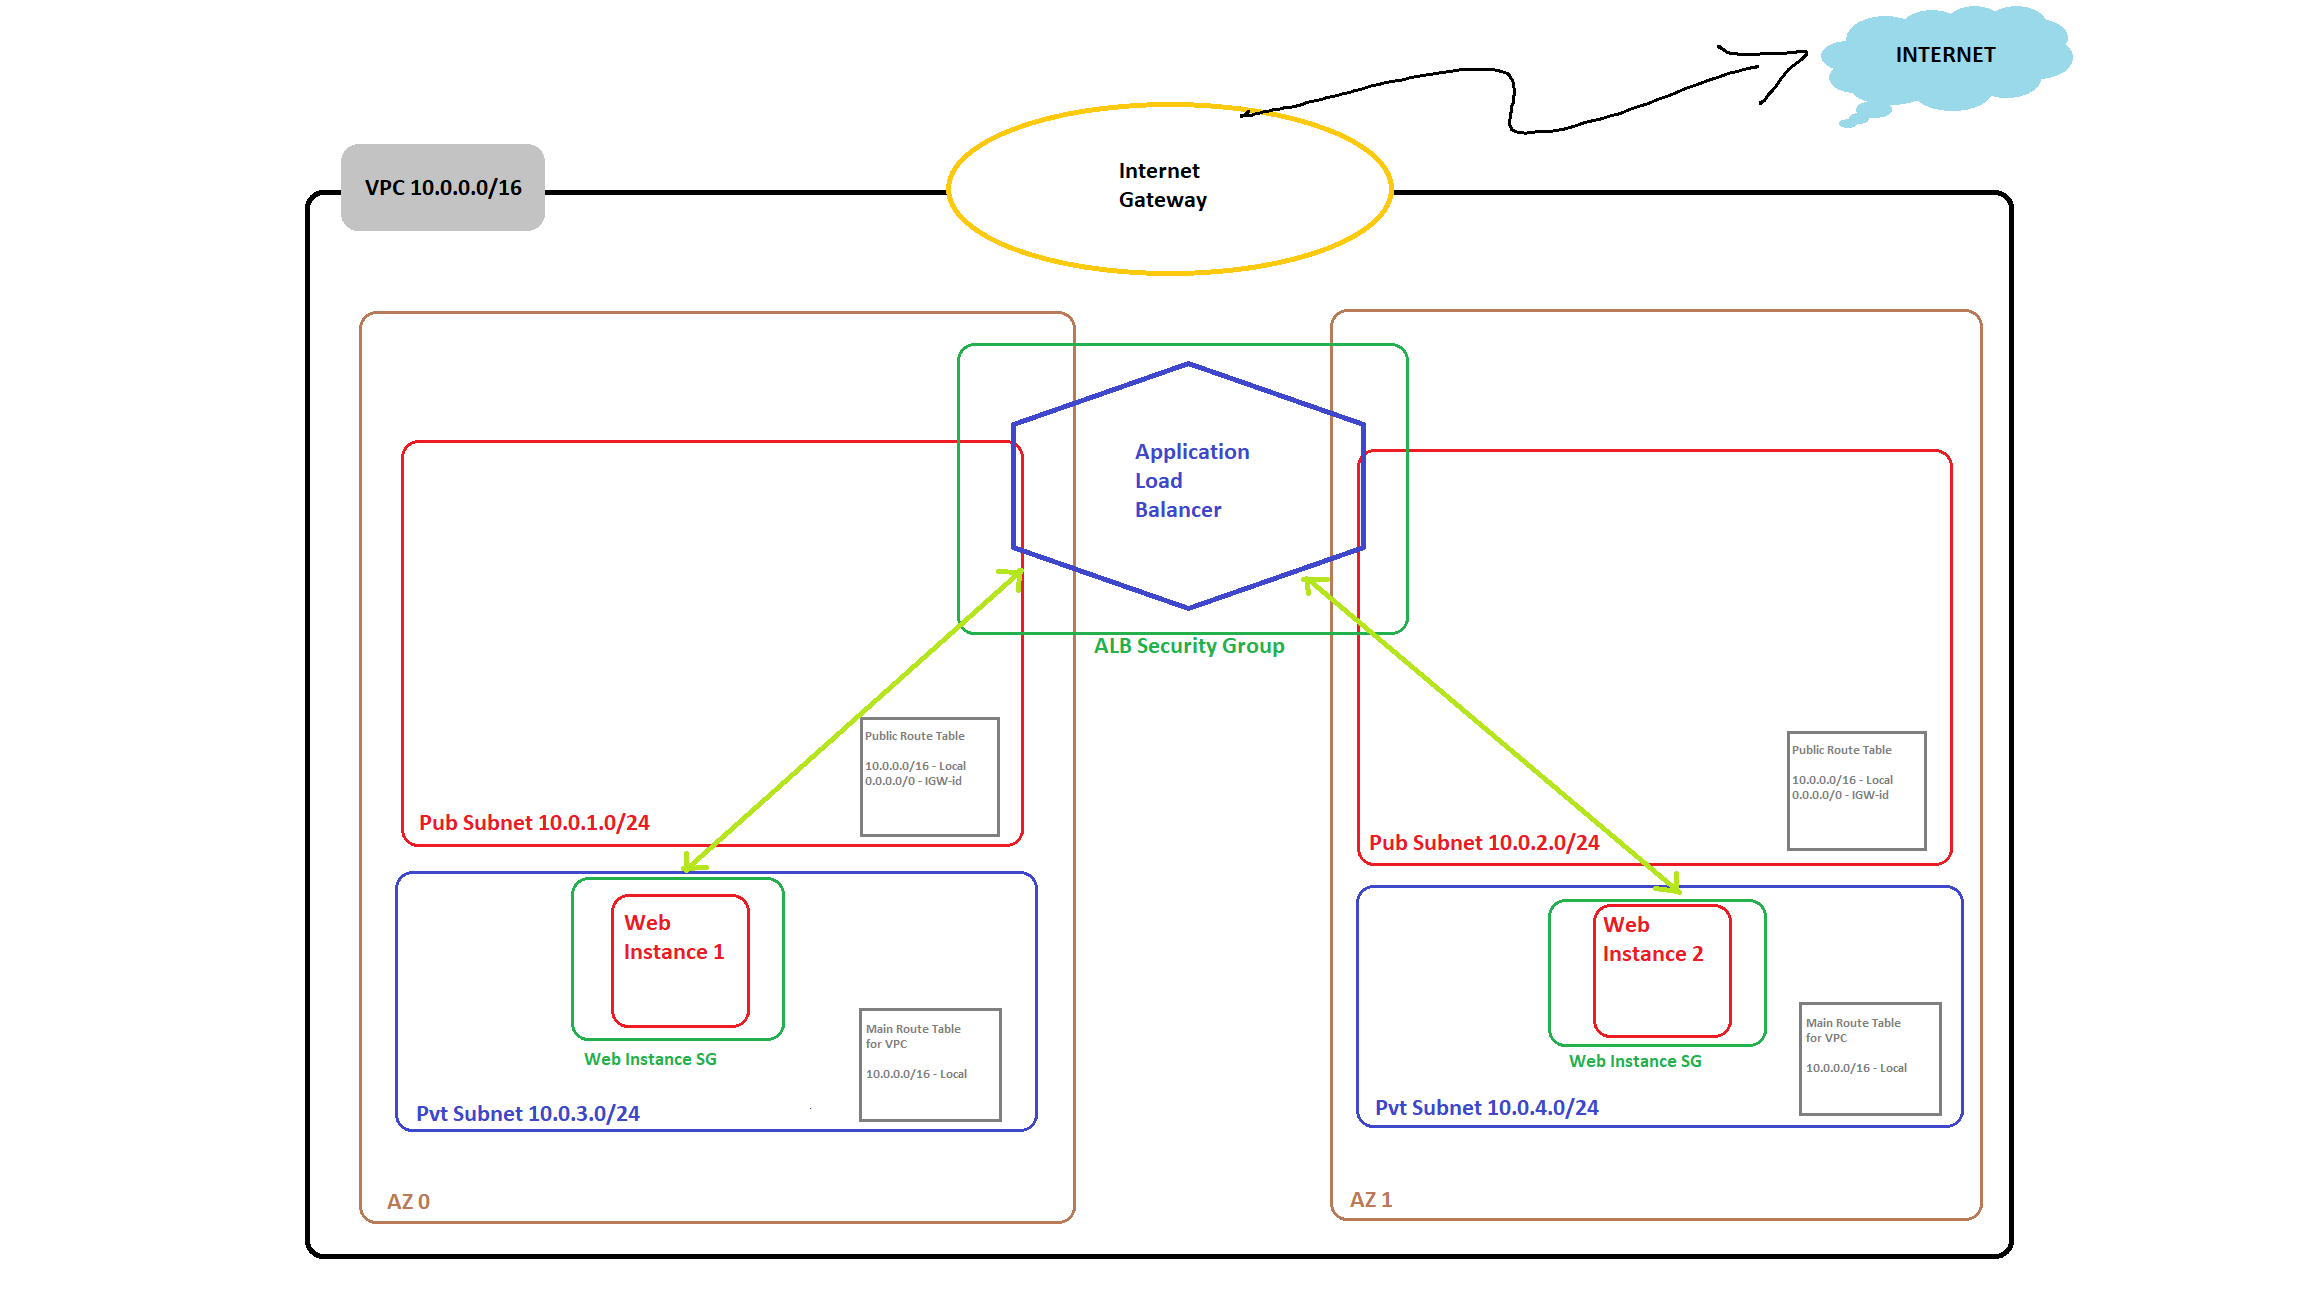 INTERNET
Internet
Gateway
VPC 10.0.0.0/16
Application
Load
Balancer
ALB Security Group
Public Route Table
10.0.0.0/16 - Local
0.0.0.0/0 - IGW-id
Pub Subnet 10.0.1.0/24
Public Route Table
10.0.0.0/16 - Local
0.0.0.0/0 - IGW-id
Pub Subnet 10.0.2.0/24
Web
Instance 1
Web Instance SG
Main Route Table
for VPC
10.0.0.0/16 - Local
Pvt Subnet 10.0.3.0/24
Web
Instance 2
Web Instance SG
Main Route Table
for VPC
10.0.0.0/16 - Local
Pvt Subnet 10.0.4.0/24
AZ 0
AZ 1